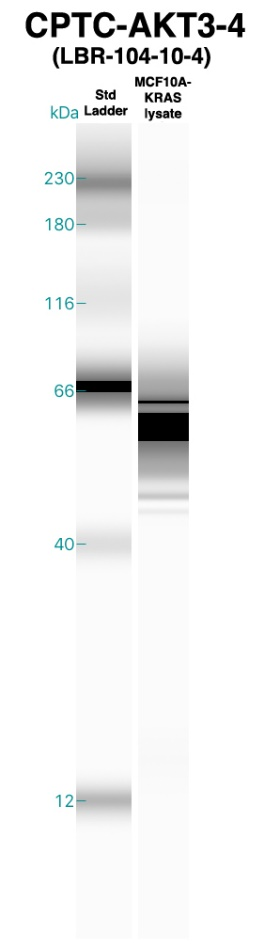 CPTC-AKT3-4
(LBR-104-10-4)
kDa
Std
Ladder
MCF10A-
KRAS
lysate
230
180
116
66
40
12